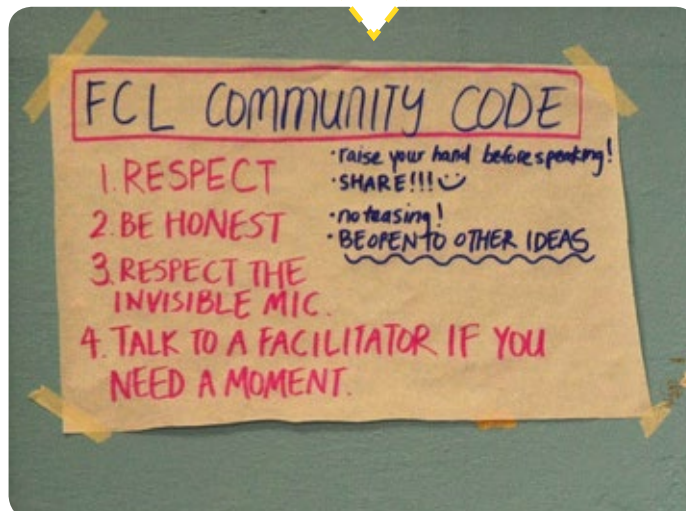 FCL COMMUNITY CODE
1. RESPECT
2. BE HONEST
3. RESPECT THE
INVISIBLE MIC.
4. TALK TO A FACILITATOR IF YOU
NEED A MOMENT.
· raise your hand before speaking!
· SHARE!!!
· no teasing!
· BE OPEN TO OTHER IDEAS